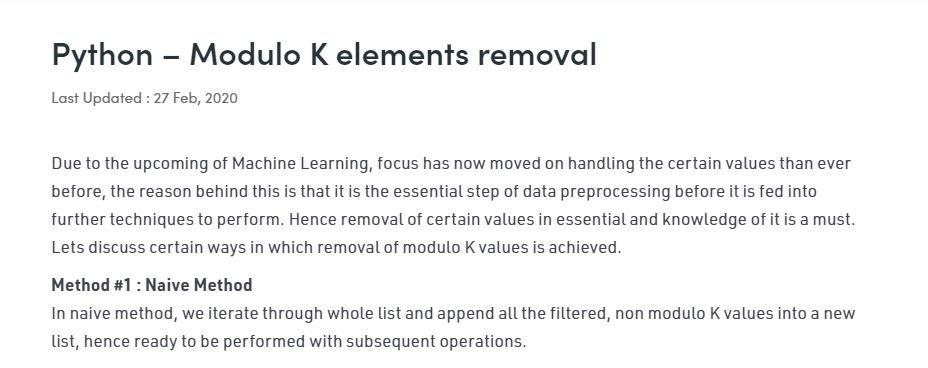 Python – Modulo K elements removal
Last Updated : 27 Feb, 2020
Due to the upcoming of Machine Learning, focus has now moved on handling the certain values than ever
before, the reason behind this is that it is the essential step of data preprocessing before it is fed into
further techniques to perform. Hence removal of certain values in essential and knowledge of it is a must.
Lets discuss certain ways in which removal of modulo K values is achieved.
Method #1 : Naive Method
In naive method, we iterate through whole list and append all the filtered, non modulo K values into a new
list, hence ready to be performed with subsequent operations.